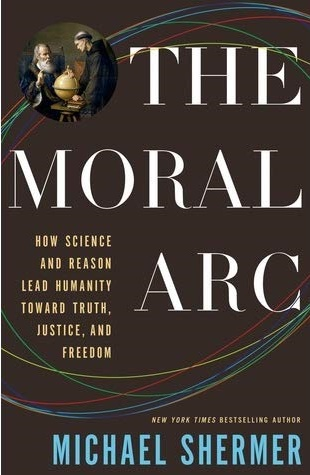 THE
MORAL
ARC
HOW SCIENCE
AND REASON
LEAD HUMANITY
TOWARD TRUTH,
JUSTICE, AND
FREEDOM
NEW YORK TIMES BESTSELLING AUTHOR
MICHAEL SHERMER